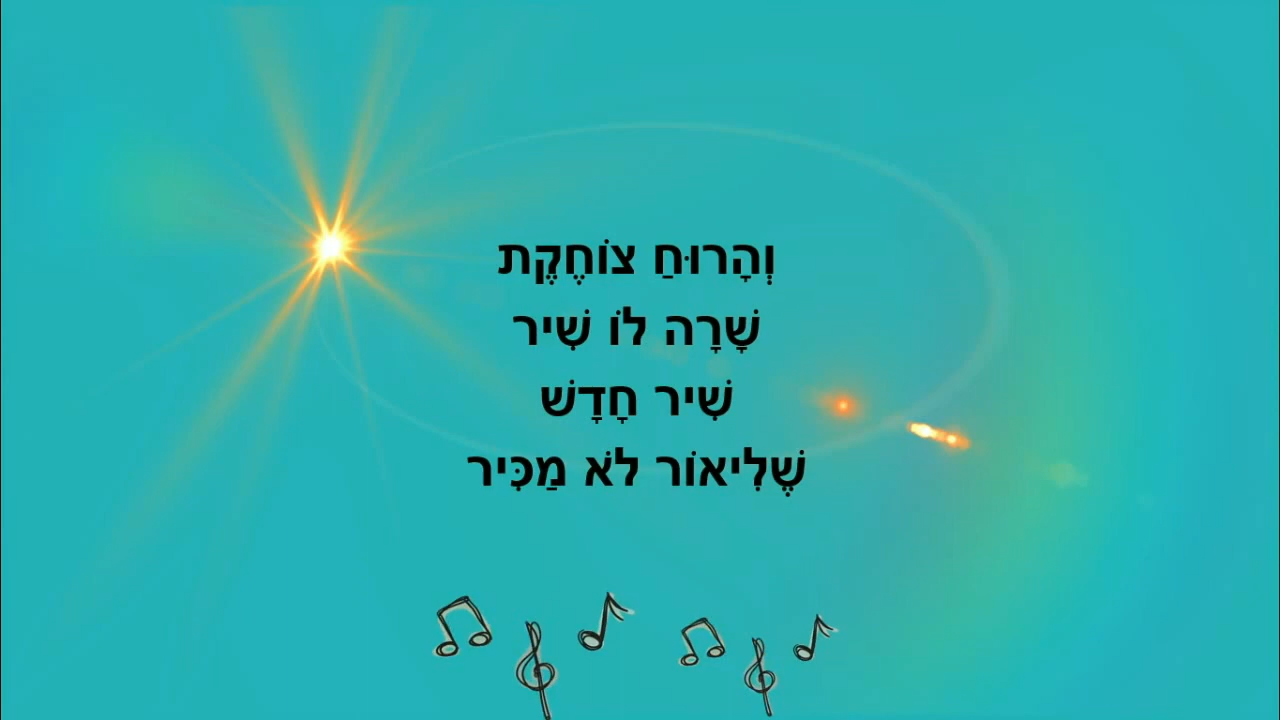 וְהָרוּחַ צוֹחֶקֶת
שָׁרָה לוֹ שִׁיר
שִׁיר חָדָשׁ
שֶׁלִיאוֹר לֹא מַכִּיר